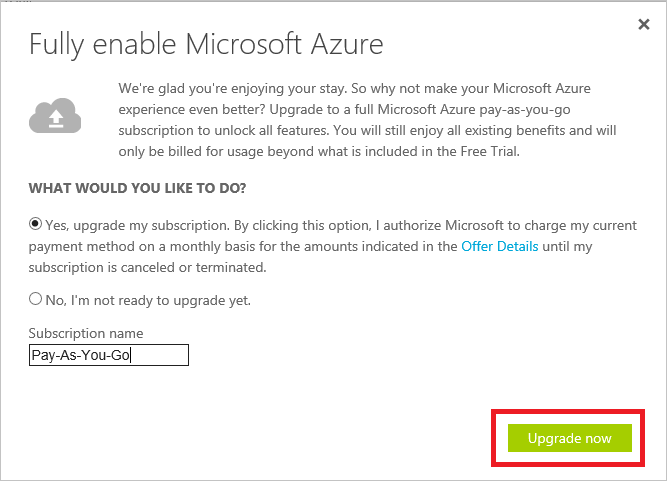 Fully enable Microsoft Azure
We're glad you're enjoying your stay. So why not make your Microsoft Azure
experience even better? Upgrade to a full Microsoft Azure pay-as-you-go
subscription to unlock all features. You will still enjoy all existing benefits and will
only be billed for usage beyond what is included in the Free Trial.
WHAT WOULD YOU LIKE TO DO?
Yes, upgrade my subscription. By clicking this option, I authorize Microsoft to charge my current
payment method on a monthly basis for the amounts indicated in the Offer Details until my
subscription is canceled or terminated.
No, I'm not ready to upgrade yet.
Subscription name
Pay-As-You-Go
Upgrade now